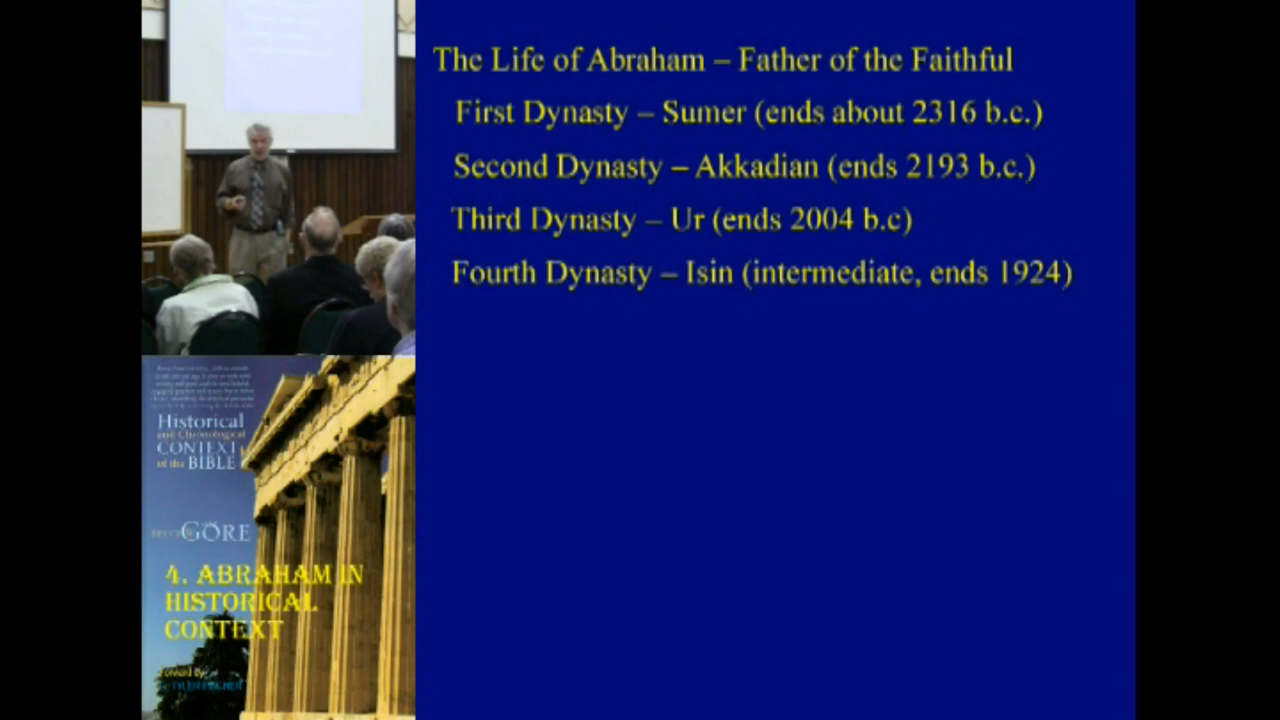 The Life of Abraham – Father of the Faithful
First Dynasty – Sumer (ends about 2316 b.c.)
Second Dynasty – Akkadian (ends 2193 b.c.)
Third Dynasty – Ur (ends 2004 b.c)
Fourth Dynasty – Isin (intermediate, ends 1924)
Historical
and Chronological
CONTEXT
of the BIBLE
GORE
4. ABRAHAM IN
HISTORICAL
CONTEXT